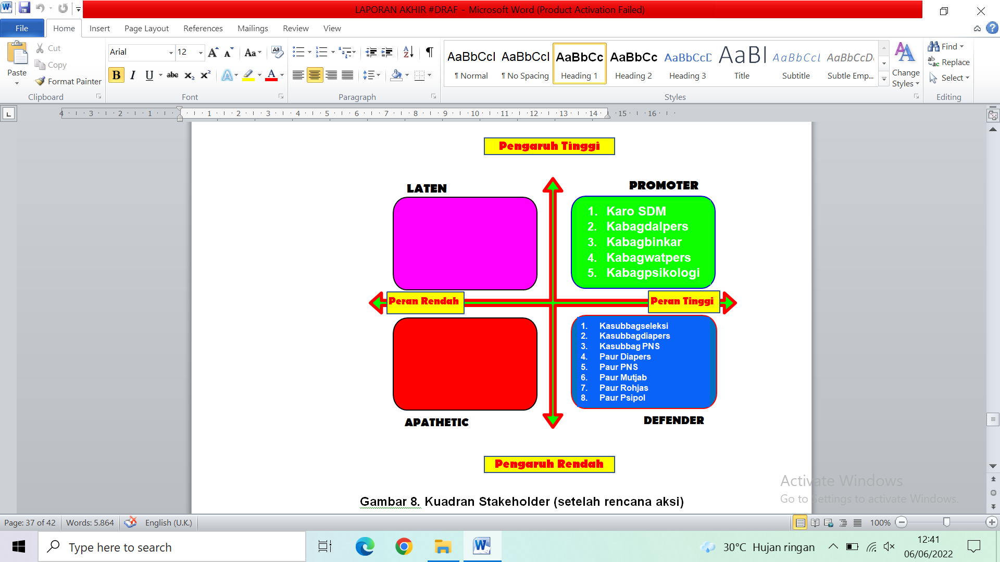 LAPORAN AKHIR #DRAF - Microsoft Word (Product Activation Failed)
File Home Insert Page Layout References Mailings Review View
Paste
Cut
Copy
Format Painter
Clipboard
Arial 12
Font
Paragraph
AaBbCcI AaBbCcI AaBbCc AaBbCc AaBbCcD AaBl AaBbCcL AaBbCcD
¶ Normal ¶ No Spacing Heading 1 Heading 2 Heading 3 Title Subtitle Subtle Emp...
Styles
Change Styles
Find
Replace
Select
Editing
4 3 2 1 1 2 3 4 5 6 7 8 9 10 11 12 13 14 15 16
Pengaruh Tinggi
LATEN
PROMOTER
1. Karo SDM
2. Kabagdalpers
3. Kabagbinkar
4. Kabagwatpers
5. Kabagpsikologi
Peran Rendah
Peran Tinggi
1. Kasubbagseleksi
2. Kasubbagdiapers
3. Kasubbag PNS
4. Paur Diapers
5. Paur PNS
6. Paur Mutjab
7. Paur Rohjas
8. Paur Psipol
APATHETIC
DEFENDER
Pengaruh Rendah
Gambar 8. Kuadran Stakeholder (setelah rencana aksi)
Activate Windows
Go to Settings to activate Windows.
Page: 37 of 42 Words: 5.864 English (U.K.) 100%
Type here to search
30°C Hujan ringan
12:41
06/06/2022